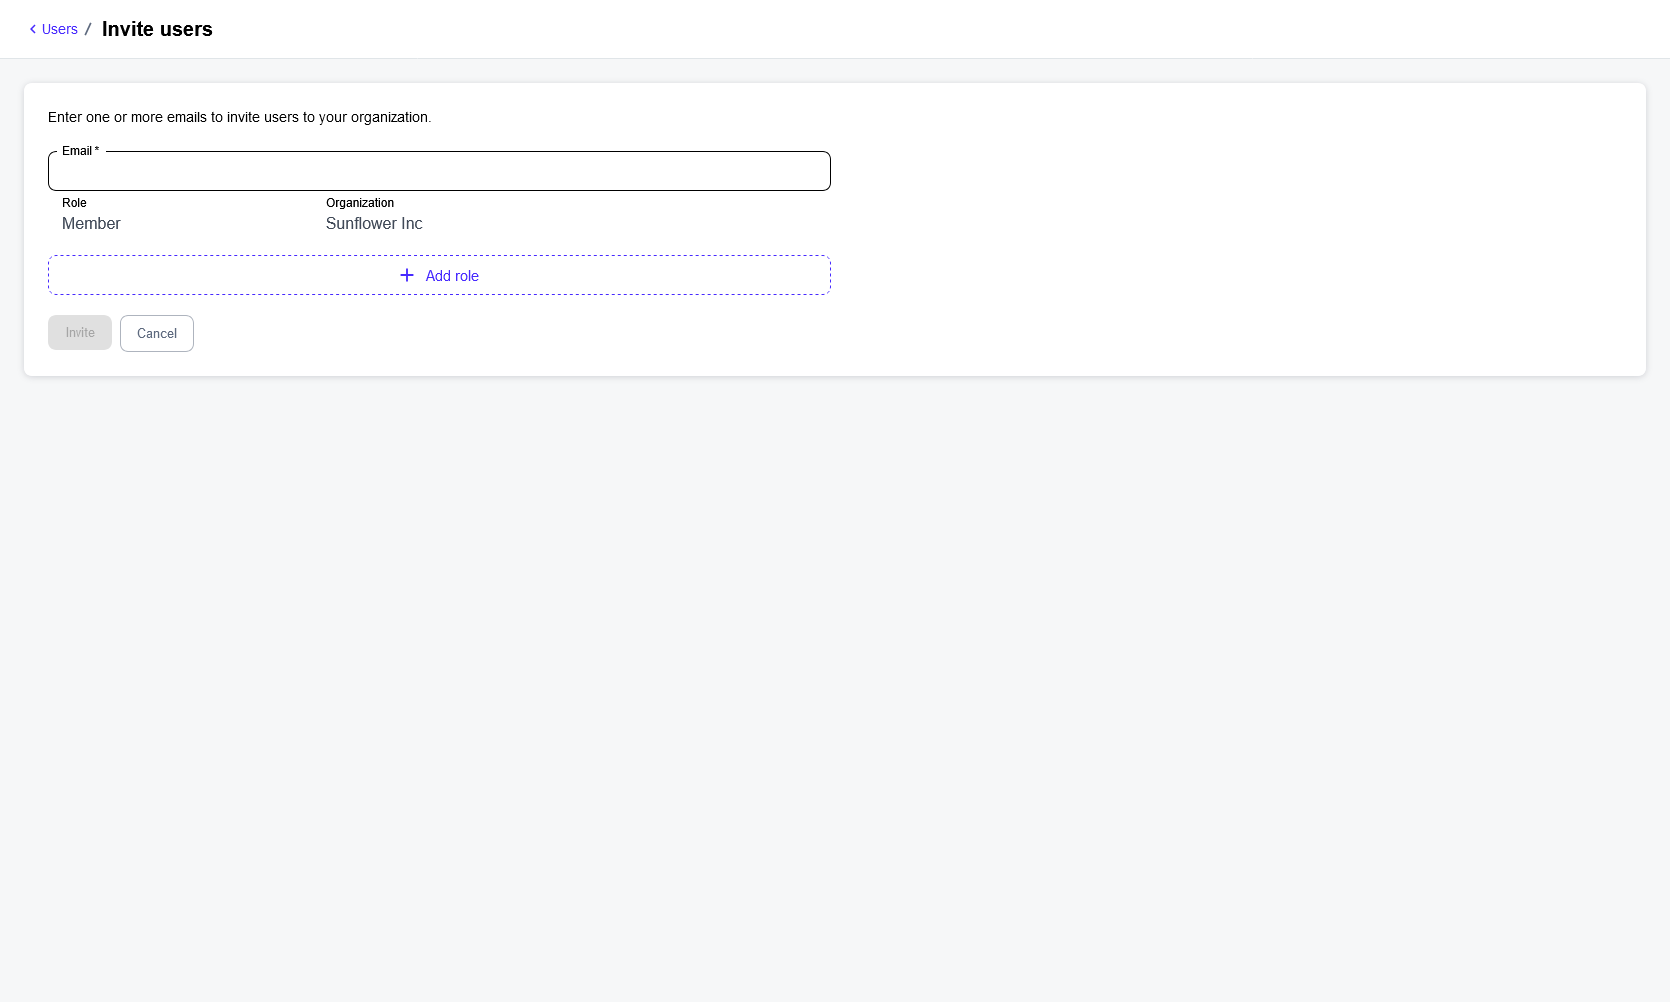 Users / Invite users
Enter one or more emails to invite users to your organization.
Email *
Role Organization
Member Sunflower Inc
Add role
Invite Cancel